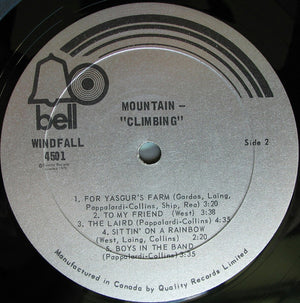 bell
WINDFALL
4501
MOUNTAIN –
"CLIMBING"
Side 2
1. FOR YASGUR'S FARM (Gardos, Laing,
Pappalardi-Collins, Ship, Rea) 3:20
2. TO MY FRIEND (West) 3:38
3. THE LAIRD (Pappalardi-Collins) 4:35
4. SITTIN' ON A RAINBOW
(West, Laing, Collins) 2:20
5. BOYS IN THE BAND
(Pappalardi-Collins) 3:35
Manufactured in Canada by Quality Records Limited